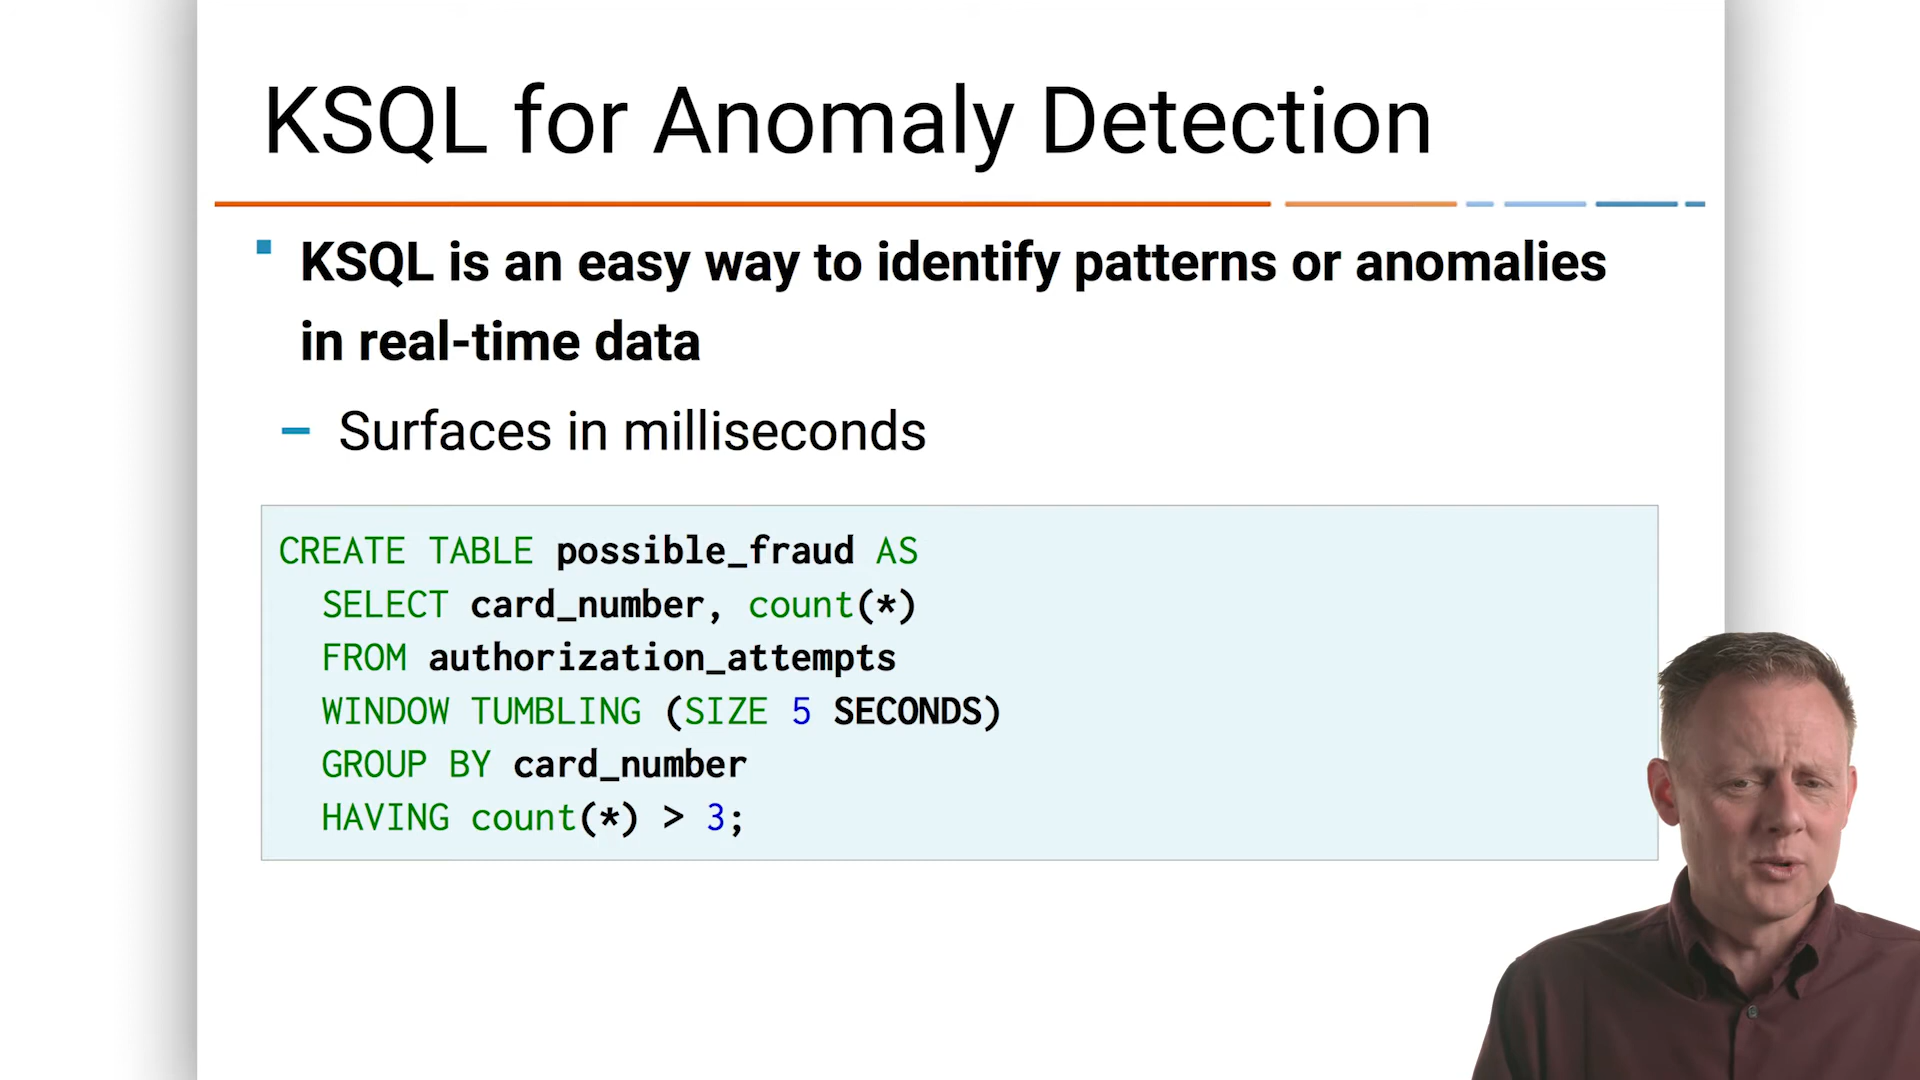 KSQL for Anomaly Detection
KSQL is an easy way to identify patterns or anomalies
in real-time data
– Surfaces in milliseconds
CREATE TABLE possible_fraud AS
SELECT card_number, count(*)
FROM authorization_attempts
WINDOW TUMBLING (SIZE 5 SECONDS)
GROUP BY card_number
HAVING count(*) > 3;